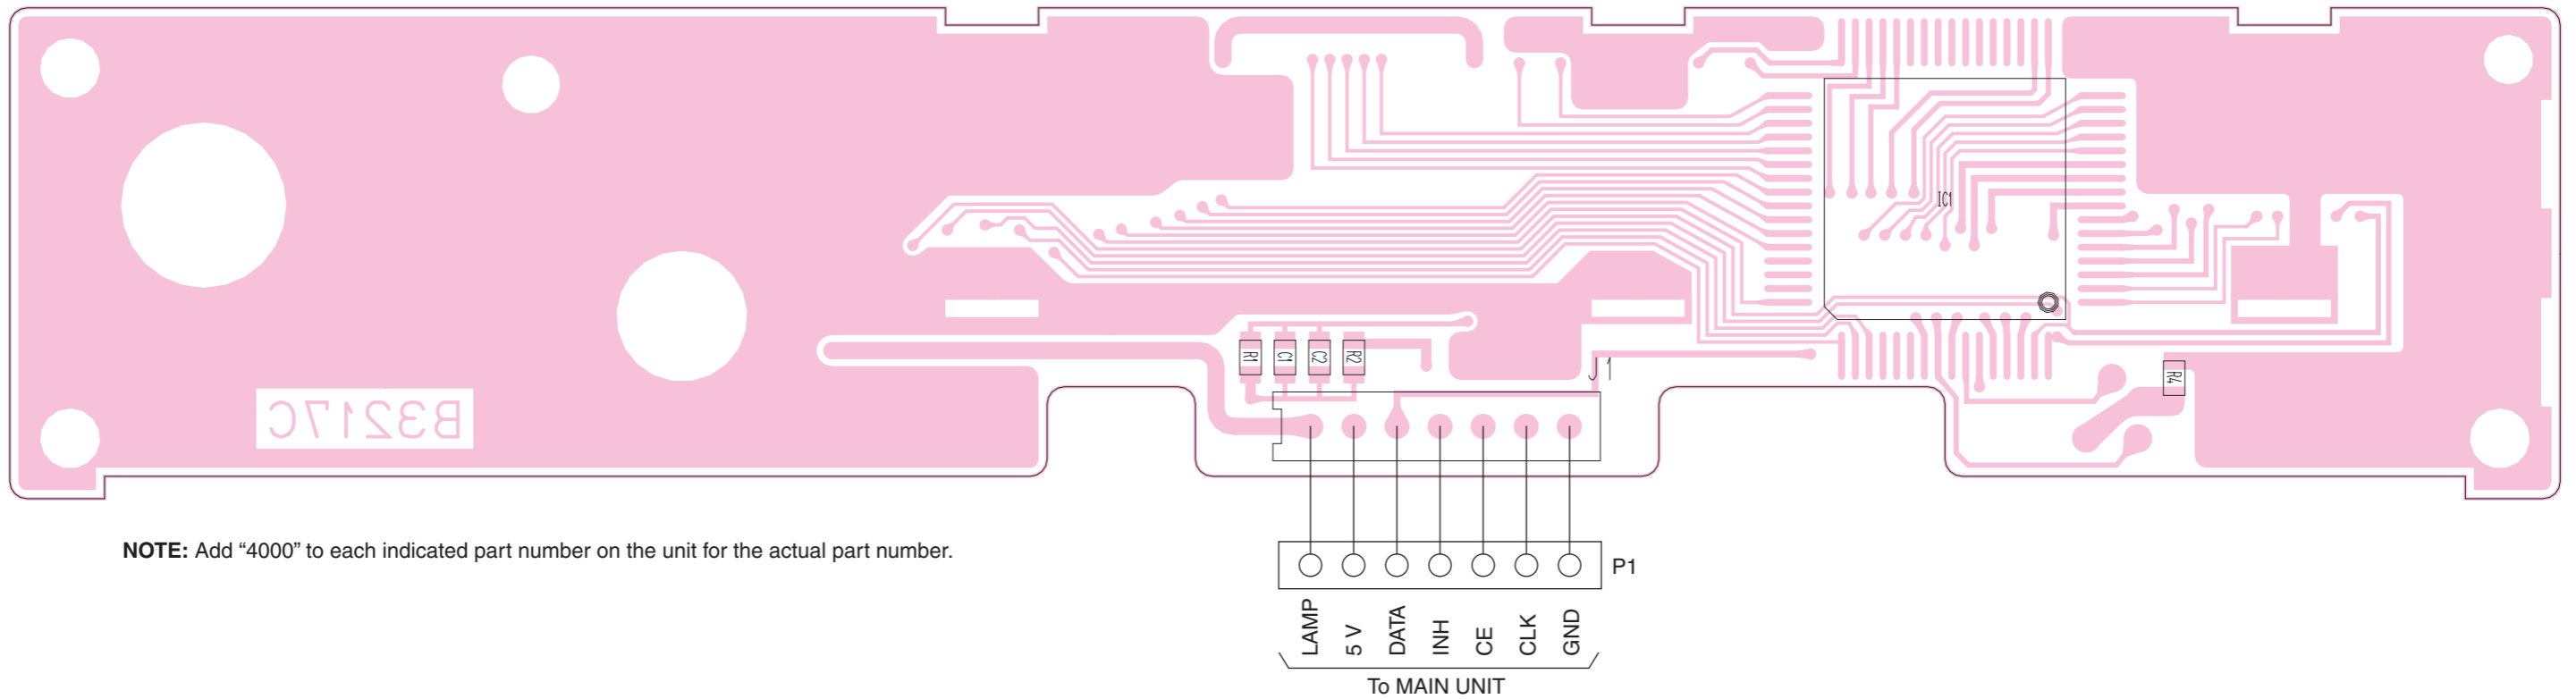 IC1
R1
C1
C2
R2
J1
R4
B3217C
NOTE: Add “4000” to each indicated part number on the unit for the actual part number.
P1
LAMP
5 V
DATA
INH
CE
CLK
GND
To MAIN UNIT